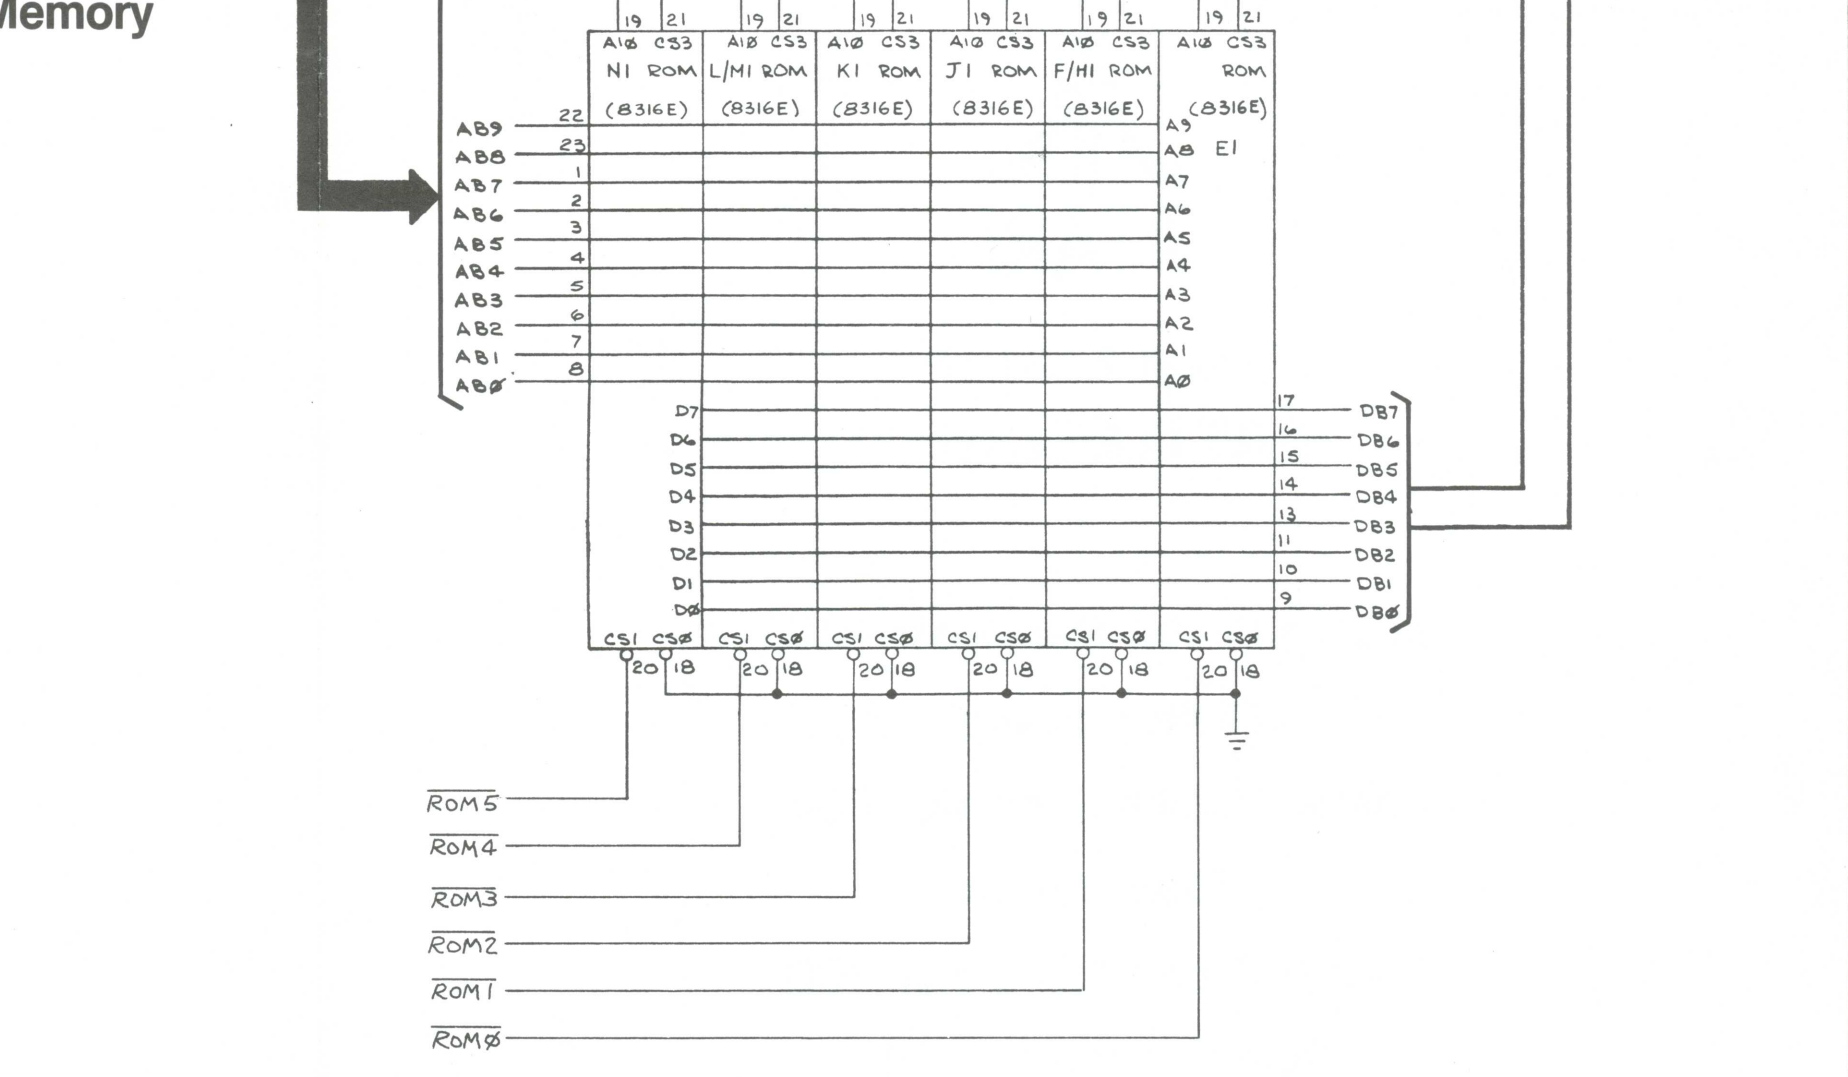 Memory
19 21 19 21 19 21 19 21 19 21 19 21
A1Ø CS3 A1Ø CS3 A1Ø CS3 A1Ø CS3 A1Ø CS3 A1Ø CS3
N1 ROM L/M1 ROM K1 ROM J1 ROM F/H1 ROM ROM
(8316E) (8316E) (8316E) (8316E) (8316E) (8316E)
AB9 22 A9
AB8 23 A8 E1
AB7 1 A7
AB6 2 A6
AB5 3 A5
AB4 4 A4
AB3 5 A3
AB2 6 A2
AB1 7 A1
ABØ 8 AØ
D7 17 DB7
D6 16 DB6
D5 15 DB5
D4 14 DB4
D3 13 DB3
D2 11 DB2
D1 10 DB1
DØ 9 DBØ
CS1 CSØ CS1 CSØ CS1 CSØ CS1 CSØ CS1 CSØ CS1 CSØ
20 18 20 18 20 18 20 18 20 18 20 18
ROM5
ROM4
ROM3
ROM2
ROM1
ROMØ